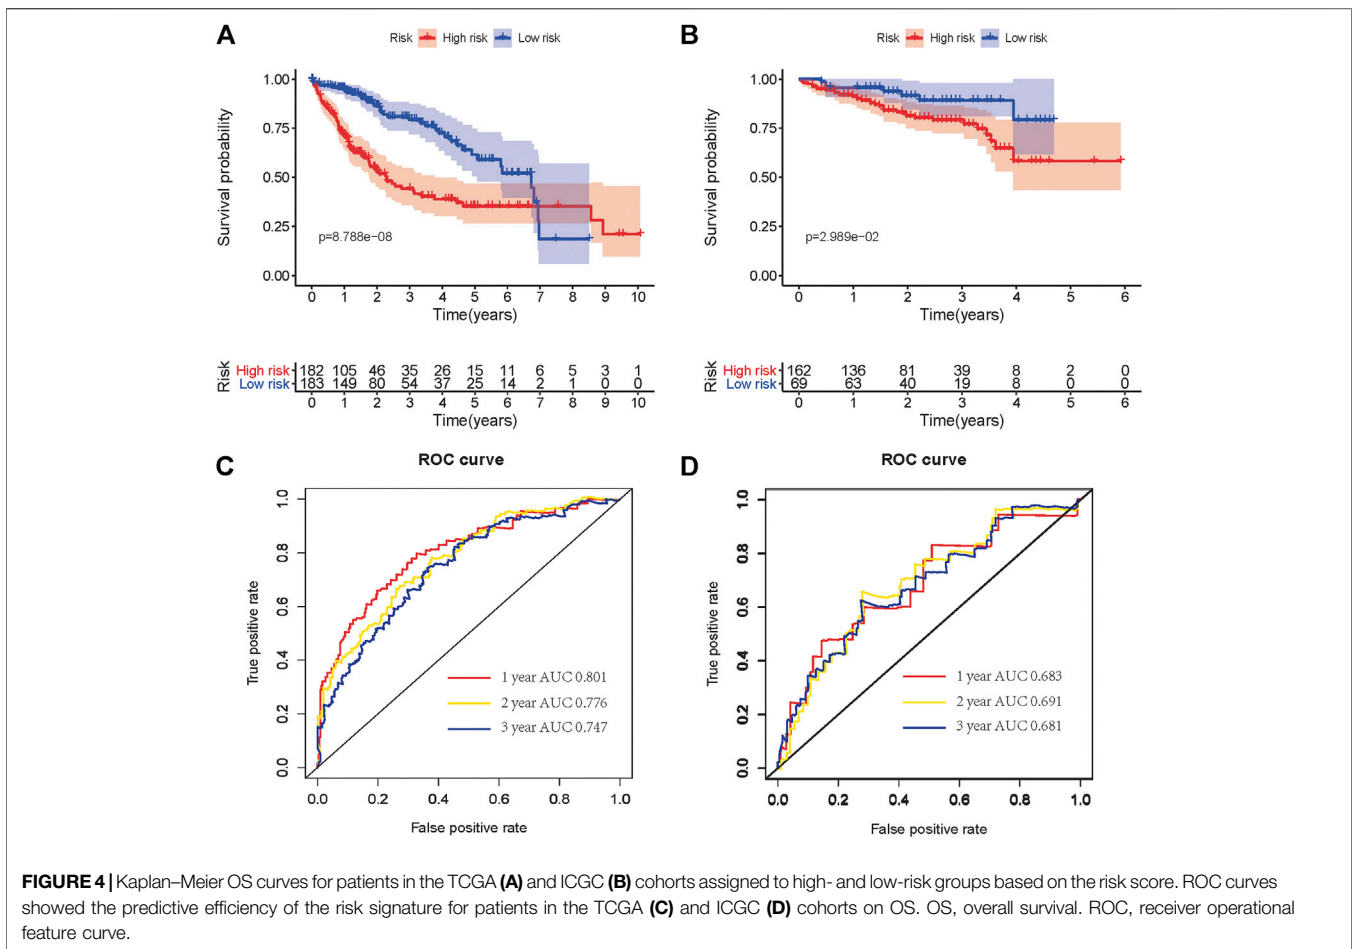 A
Risk High risk Low risk
Survival probability
1.00
0.75
0.50
0.25
0.00
p=8.788e−08
0 1 2 3 4 5 6 7 8 9 10
Time(years)
Risk
High risk 182 105 46 35 26 15 11 6 5 3 1
Low risk 183 149 80 54 37 25 14 2 1 0 0
0 1 2 3 4 5 6 7 8 9 10
Time(years)
B
Risk High risk Low risk
Survival probability
1.00
0.75
0.50
0.25
0.00
p=2.989e−02
0 1 2 3 4 5 6
Time(years)
Risk
High risk 162 136 81 39 8 2 0
Low risk 69 63 40 19 8 0 0
0 1 2 3 4 5 6
Time(years)
C
ROC curve
True positive rate
1.0
0.8
0.6
0.4
0.2
0.0
1 year AUC 0.801
2 year AUC 0.776
3 year AUC 0.747
0.0 0.2 0.4 0.6 0.8 1.0
False positive rate
D
ROC curve
True positive rate
1.0
0.8
0.6
0.4
0.2
0.0
1 year AUC 0.683
2 year AUC 0.691
3 year AUC 0.681
0.0 0.2 0.4 0.6 0.8 1.0
False positive rate
FIGURE 4 | Kaplan–Meier OS curves for patients in the TCGA (A) and ICGC (B) cohorts assigned to high- and low-risk groups based on the risk score. ROC curves
showed the predictive efficiency of the risk signature for patients in the TCGA (C) and ICGC (D) cohorts on OS. OS, overall survival. ROC, receiver operational
feature curve.